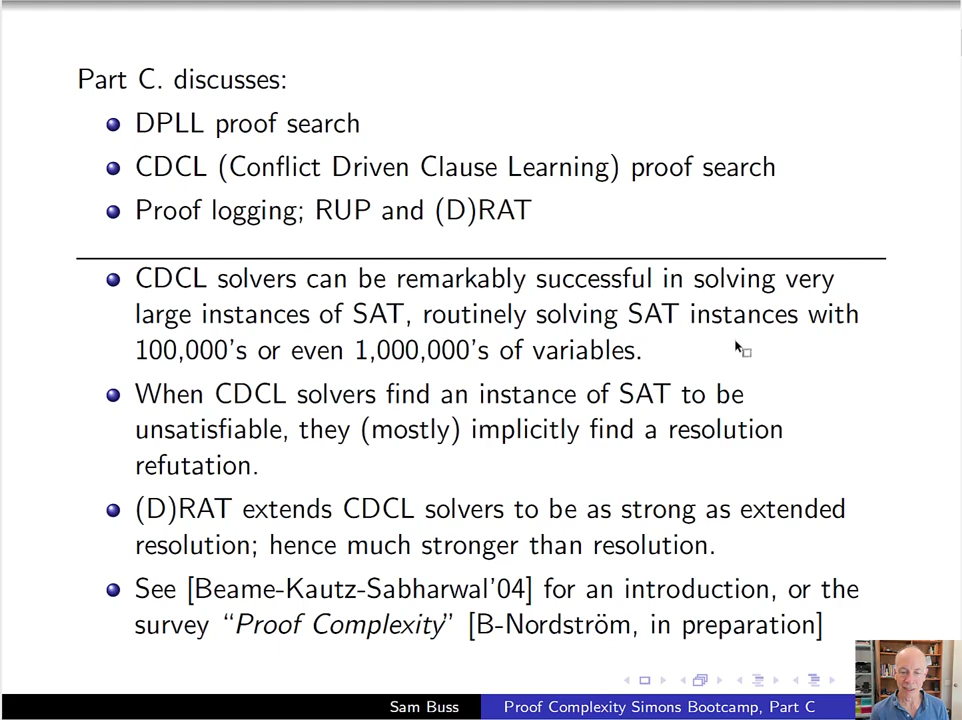 Part C. discusses:
DPLL proof search
CDCL (Conflict Driven Clause Learning) proof search
Proof logging; RUP and (D)RAT
CDCL solvers can be remarkably successful in solving very
large instances of SAT, routinely solving SAT instances with
100,000's or even 1,000,000's of variables.
When CDCL solvers find an instance of SAT to be
unsatisfiable, they (mostly) implicitly find a resolution
refutation.
(D)RAT extends CDCL solvers to be as strong as extended
resolution; hence much stronger than resolution.
See [Beame-Kautz-Sabharwal'04] for an introduction, or the
survey “Proof Complexity” [B-Nordström, in preparation]
Sam Buss
Proof Complexity Simons Bootcamp, Part C